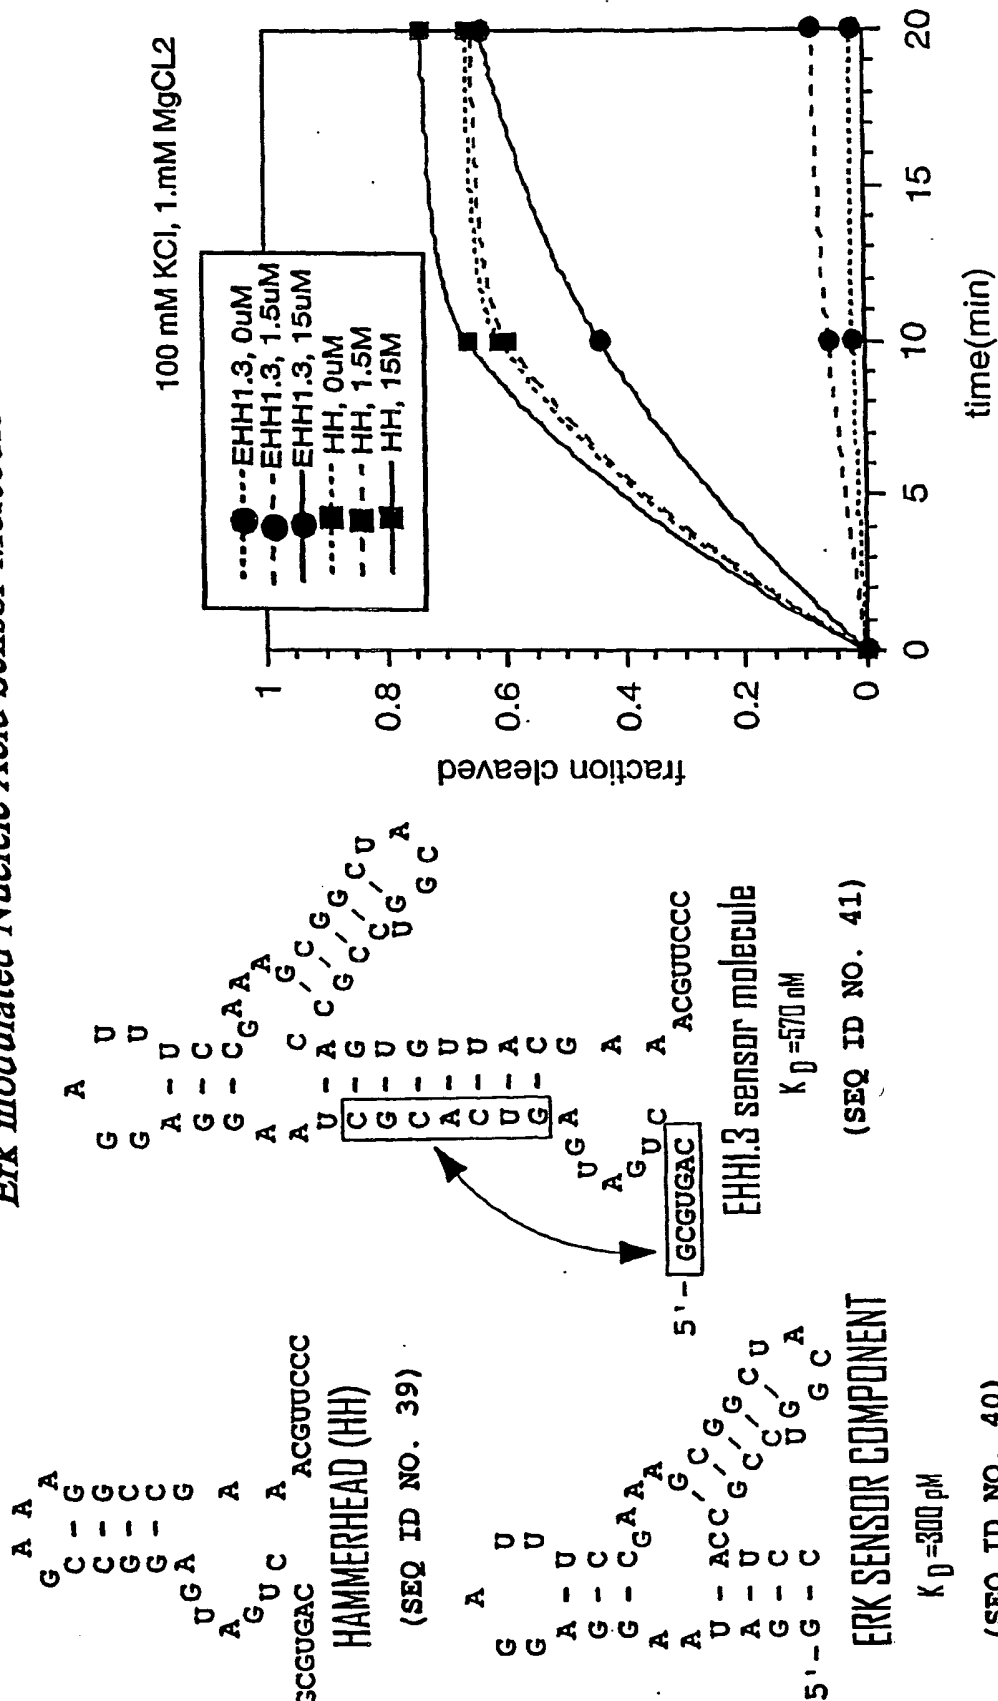 Erk Modulated Nucleic Acid Sensor Molecule
100 mM KCl, 1.mM MgCL2
EHH1.3, 0uM
EHH1.3, 1.5uM
EHH1.3, 15uM
HH, 0uM
HH, 1.5M
HH, 15M
fraction cleaved
1
0.8
0.6
0.4
0.2
0
0
5
10
15
20
time(min)
GCGUGAC
ACGUUCCC
HAMMERHEAD (HH)
(SEQ ID NO. 39)
5'-G
ERK SENSOR COMPONENT
K D =300 pM
(SEQ ID NO. 40)
5'- GCGUGAC
ACGUUCCC
EHH1.3 sensor molecule
K D =570 nM
(SEQ ID NO. 41)